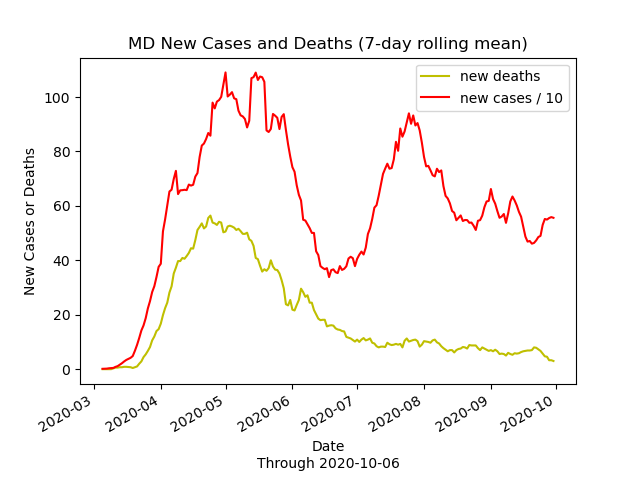 MD New Cases and Deaths (7-day rolling mean)
new deaths
new cases / 10
New Cases or Deaths
100
80
60
40
20
0
2020-03
2020-04
2020-05
2020-06
2020-07
2020-08
2020-09
2020-10
Date
Through 2020-10-06